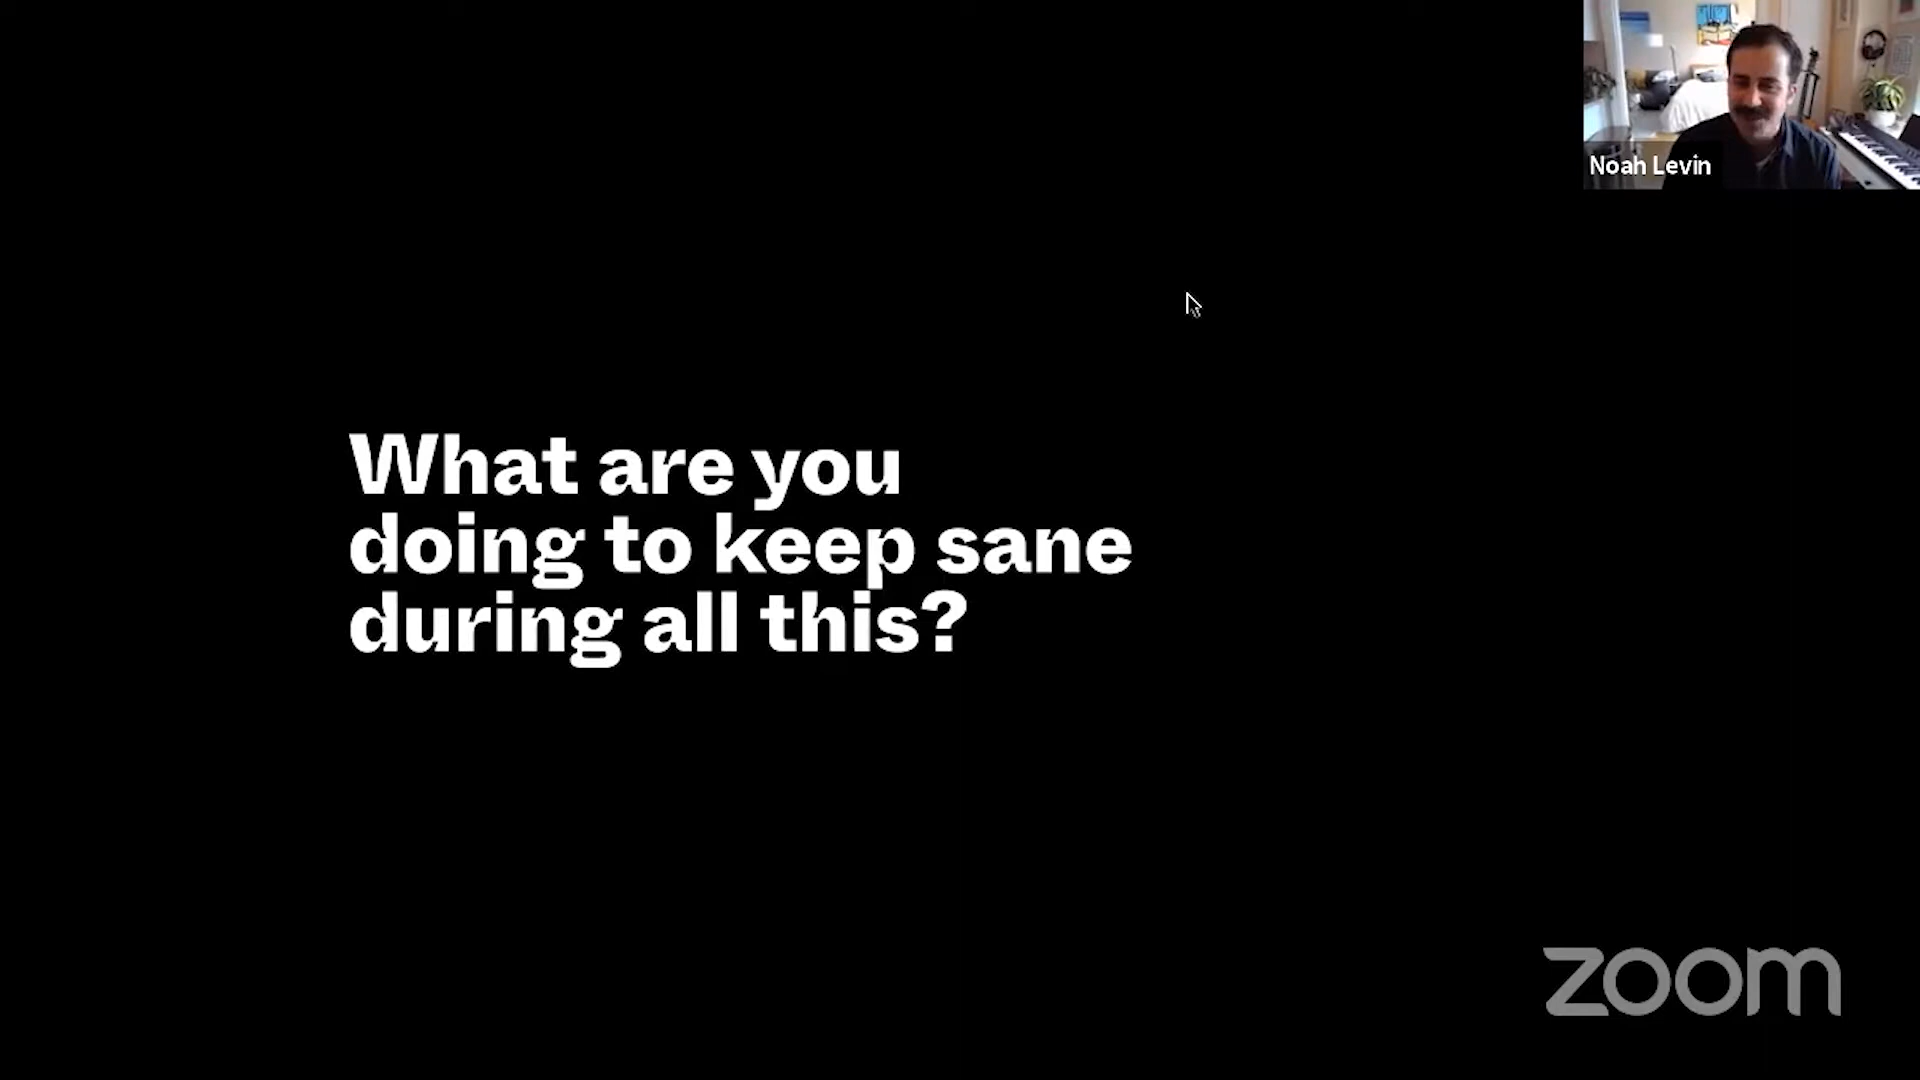 Noah Levin
What are you
doing to keep sane
during all this?
zoom